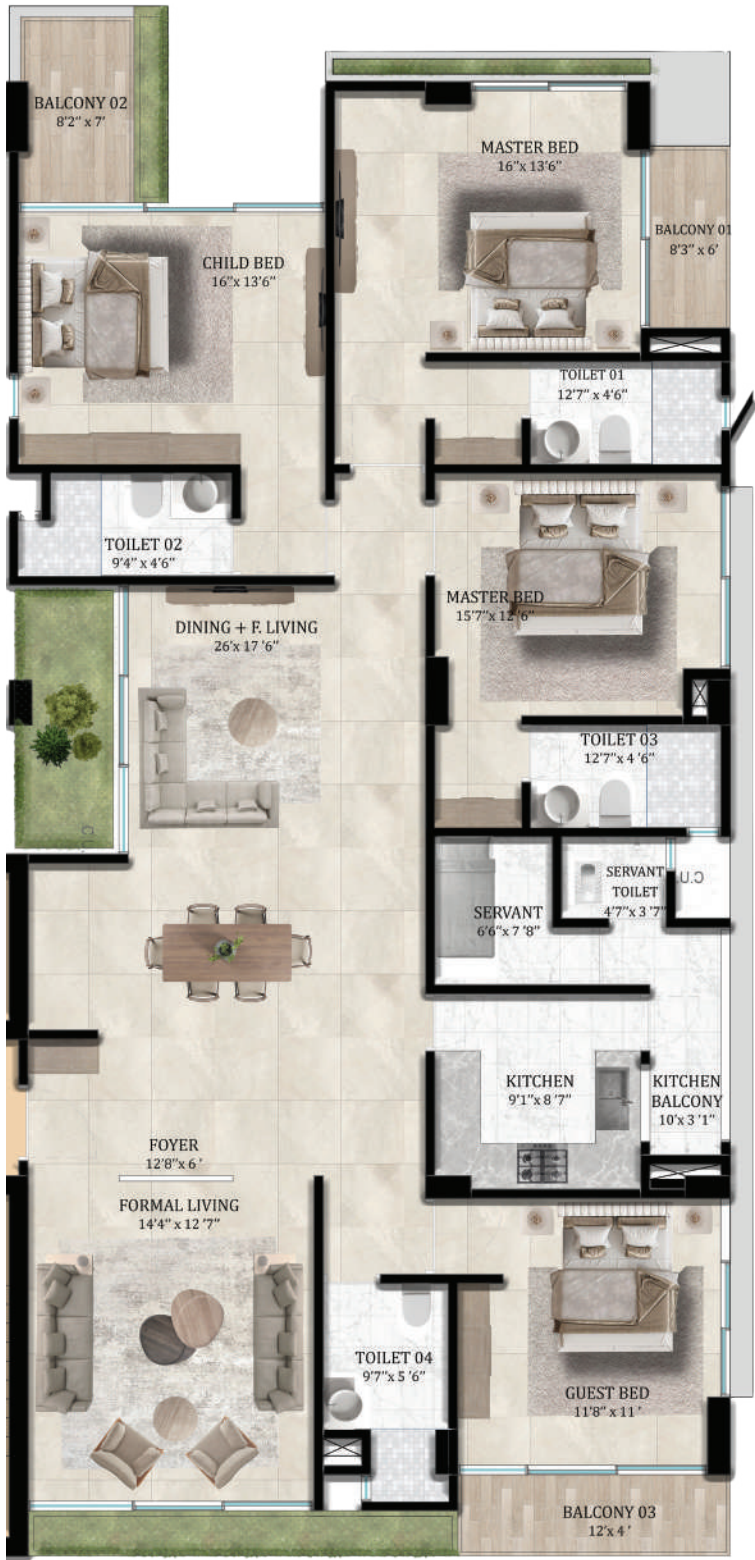 BALCONY 02
8'2" x 7'
MASTER BED
16"x 13'6"
BALCONY 01
8'3" x 6'
CHILD BED
16"x 13'6"
TOILET 01
12'7" x 4'6"
TOILET 02
9'4" x 4'6"
MASTER BED
15'7"x 12 '6"
DINING + F. LIVING
26'x 17 '6"
TOILET 03
12'7"x 4 '6"
SERVANT
TOILET
4'7"x 3 '7"
C.U.
SERVANT
6'6"x 7 '8"
KITCHEN
9'1"x 8 '7"
KITCHEN
BALCONY
10'x 3 '1"
FOYER
12'8"x 6 '
FORMAL LIVING
14'4" x 12 '7"
TOILET 04
9'7"x 5 '6"
GUEST BED
11'8" x 11 '
BALCONY 03
12'x 4 '